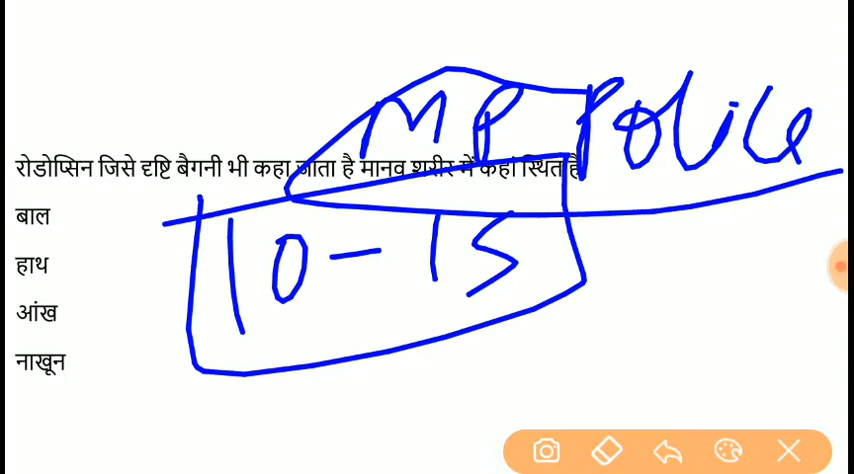 MP Police
रोडोप्सिन जिसे दृष्टि बैगनी भी कहा जाता है मानव शरीर में कहां स्थित है
बाल
10-15
हाथ
आंख
नाखून